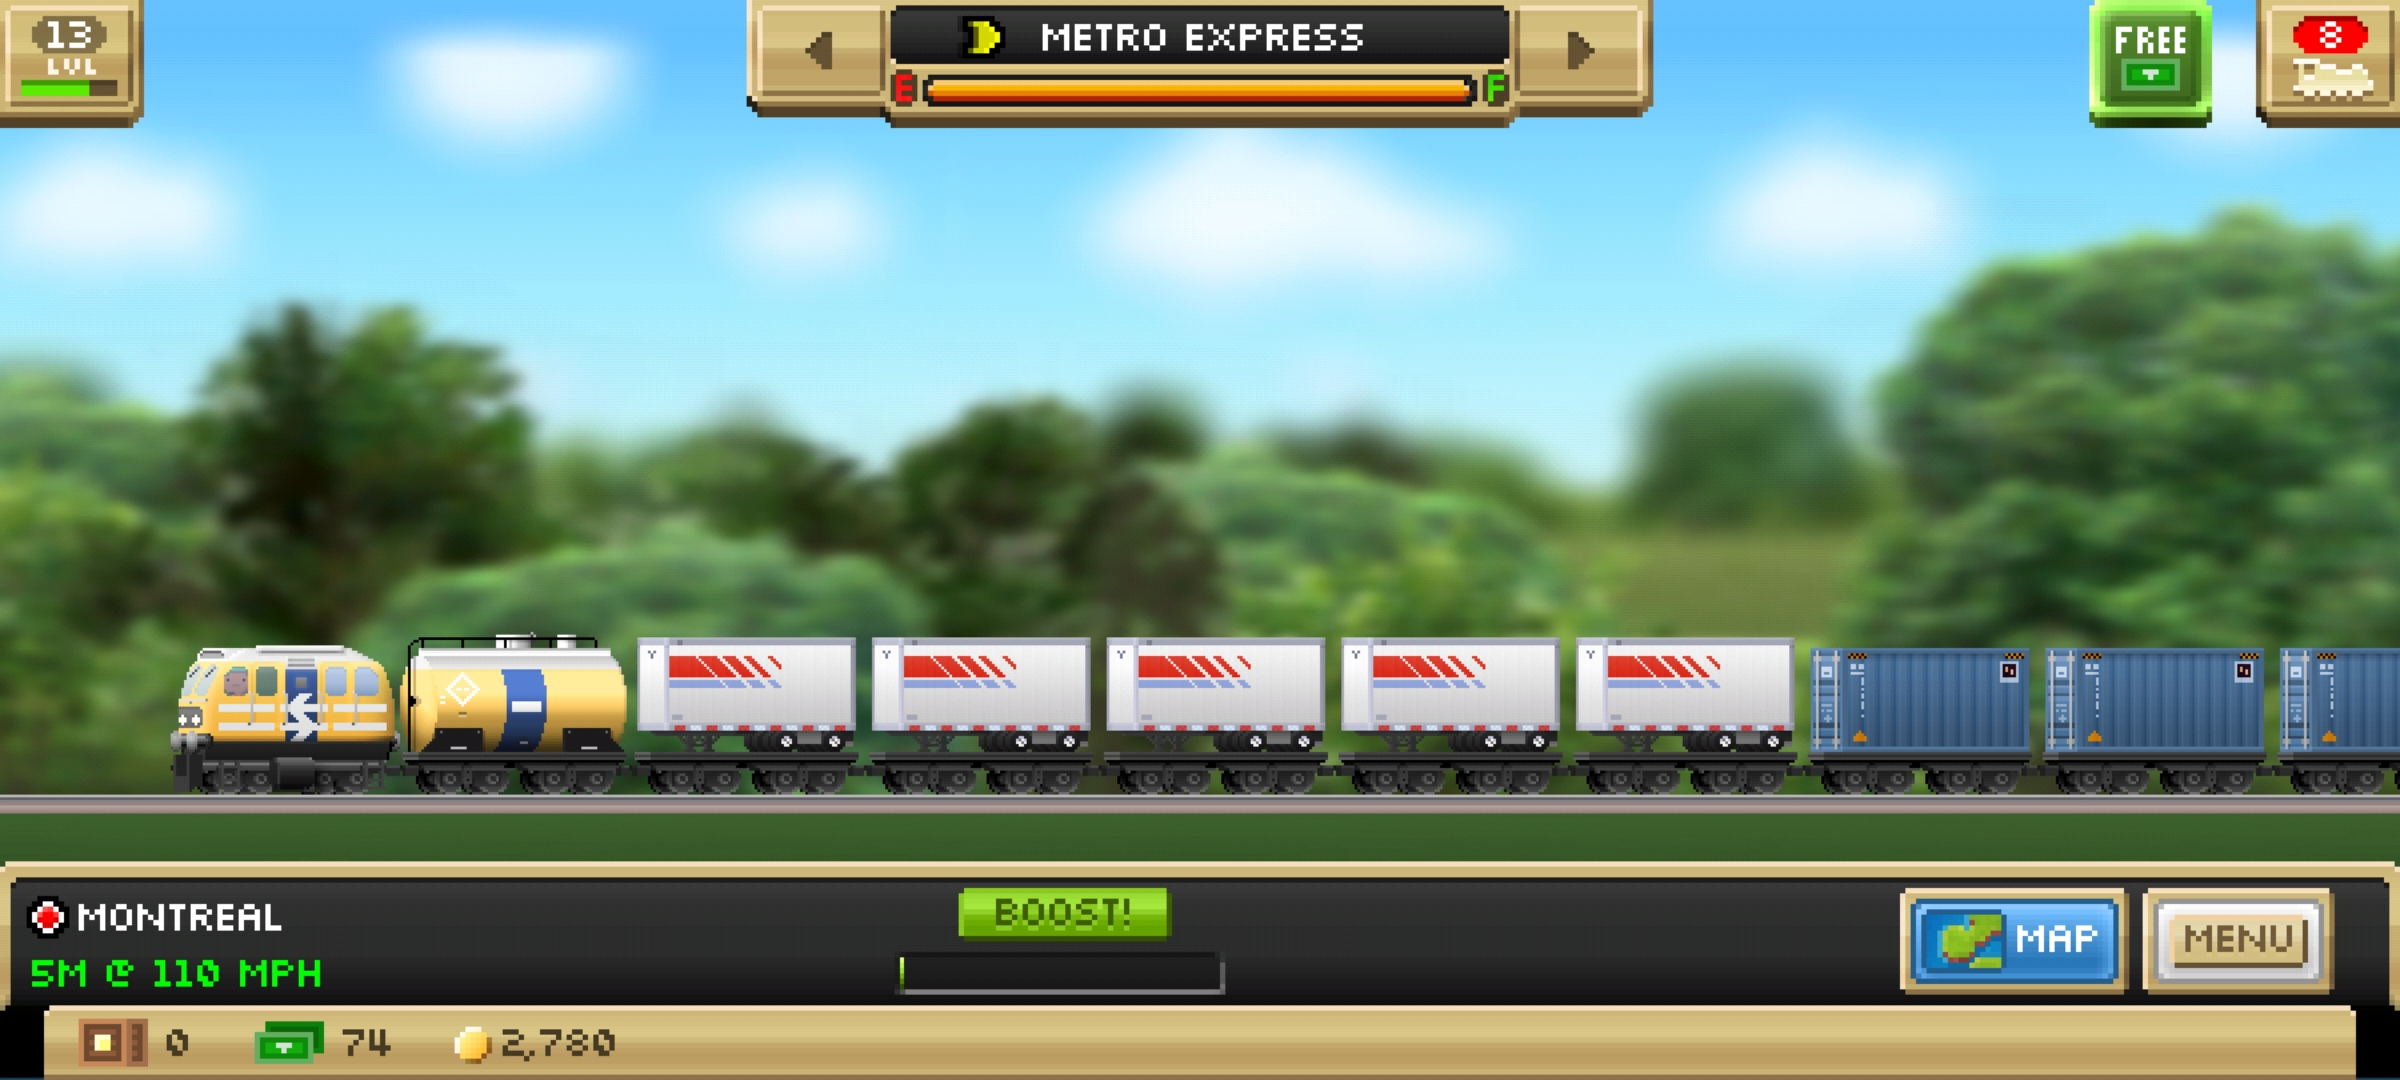 13
LVL
METRO EXPRESS
E F
FREE
8
MONTREAL
5M @ 110 MPH
BOOST!
MAP
MENU
0 74 2,780